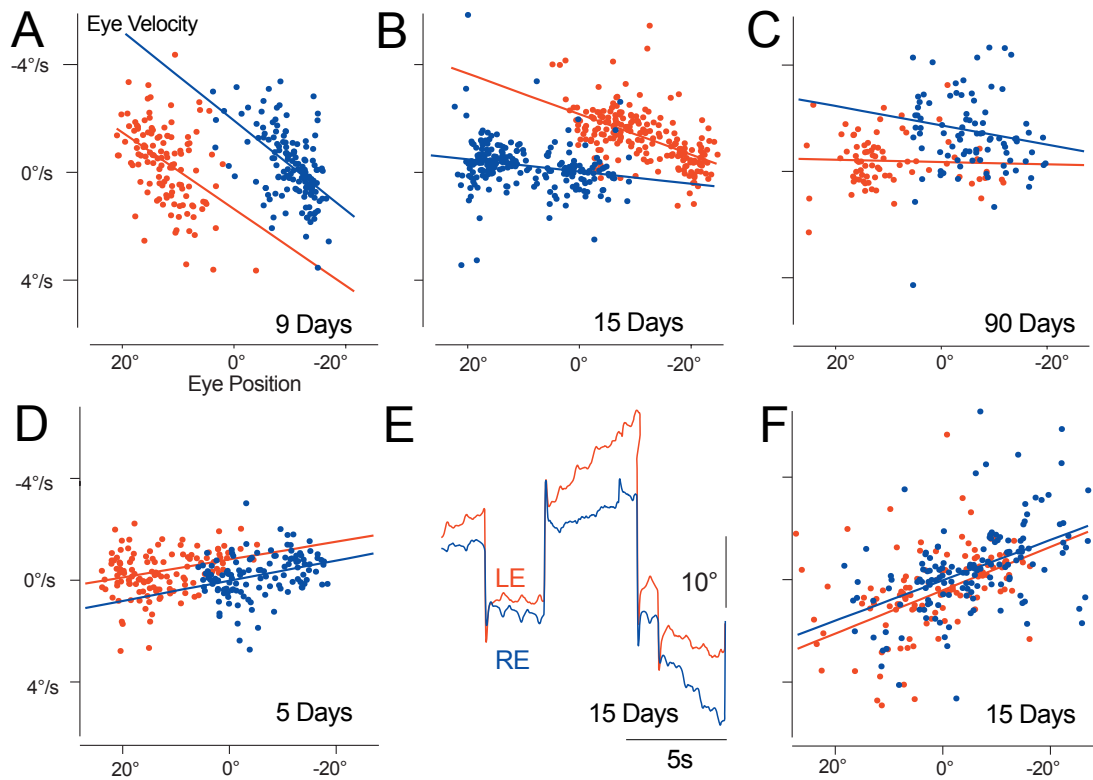 A
B
C
Eye Velocity
-4°/s
0°/s
4°/s
9 Days
15 Days
90 Days
20°
0°
-20°
20°
0°
-20°
20°
0°
-20°
Eye Position
D
E
F
-4°/s
0°/s
4°/s
LE
RE
10°
5 Days
15 Days
15 Days
5s
20°
0°
-20°
20°
0°
-20°